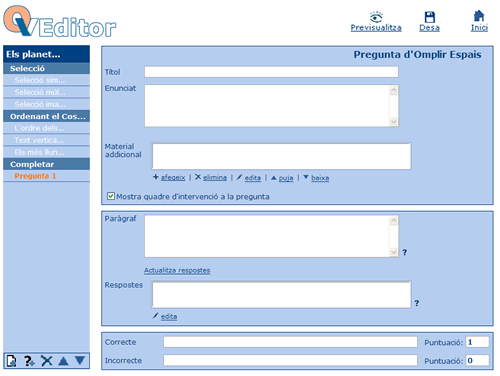 QVEditor
Previsualitza Desa Inici
Els planet...
Selecció
Selecció sim...
Selecció múl...
Selecció ima...
Ordenant el Cos...
L'ordre dels...
Text vertica...
Els més llun...
Completar
Pregunta 1
Pregunta d'Omplir Espais
Títol
Enunciat
Material
addicional
afegeix | elimina | edita | puja | baixa
Mostra quadre d'intervenció a la pregunta
Paràgraf
?
Actualitza respostes
Respostes
?
edita
Correcte Puntuació: 1
Incorrecte Puntuació: 0